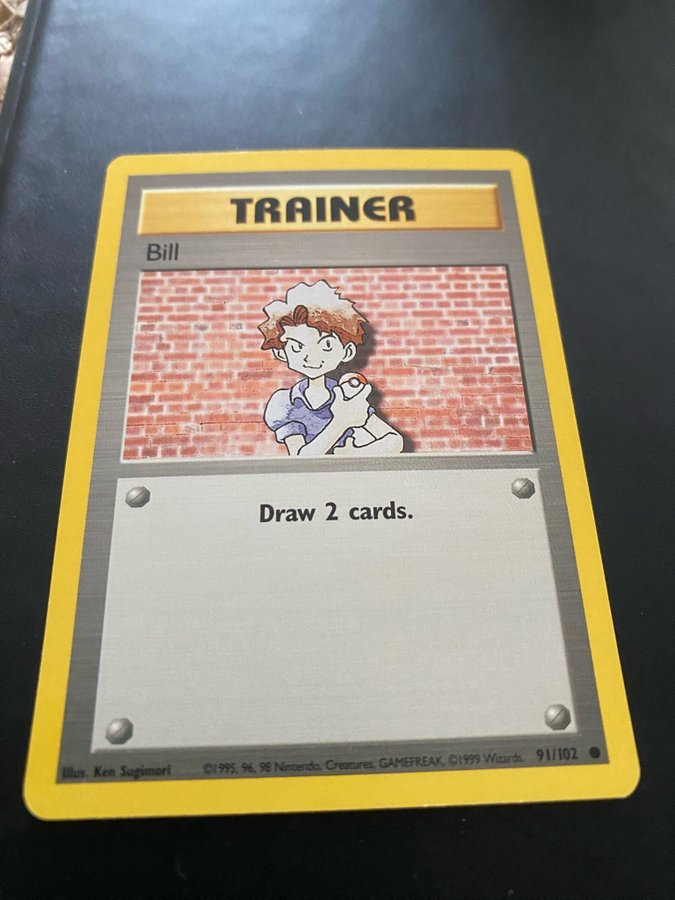 TRAINER
Bill
Draw 2 cards.
Illus. Ken Sugimori ©1995, 96, 98 Nintendo, Creatures, GAMEFREAK. ©1999 Wizards. 91/102